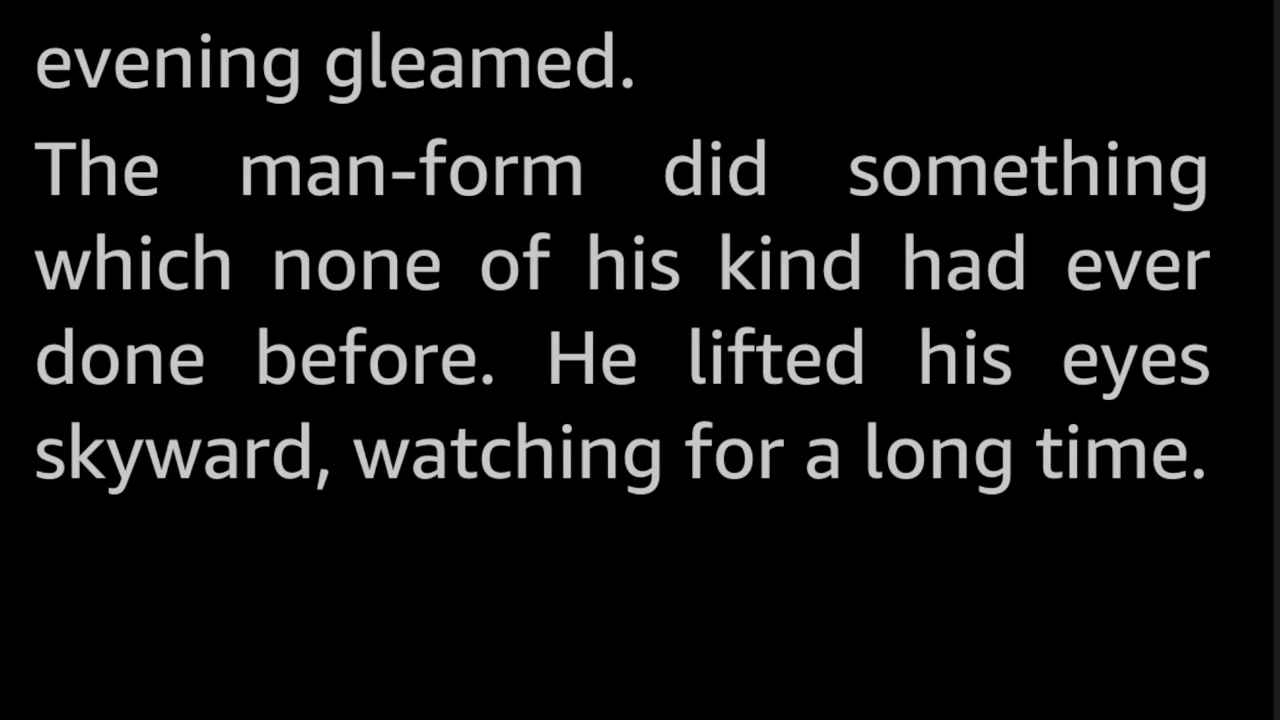 evening gleamed.
The man-form did something
which none of his kind had ever
done before. He lifted his eyes
skyward, watching for a long time.